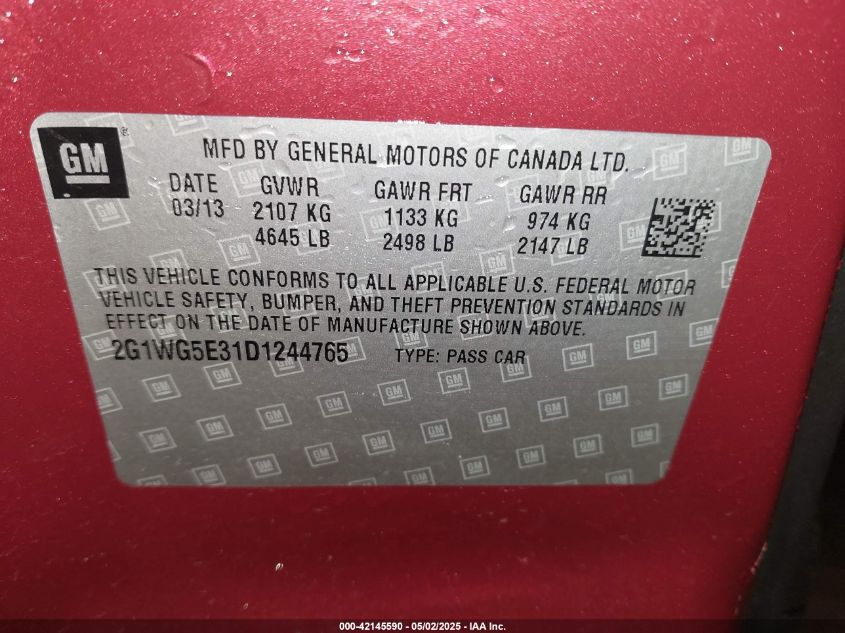 GM
MFD BY GENERAL MOTORS OF CANADA LTD.
DATE GVWR GAWR FRT GAWR RR
03/13 2107 KG 1133 KG 974 KG
4645 LB 2498 LB 2147 LB
THIS VEHICLE CONFORMS TO ALL APPLICABLE U.S. FEDERAL MOTOR
VEHICLE SAFETY, BUMPER, AND THEFT PREVENTION STANDARDS IN
EFFECT ON THE DATE OF MANUFACTURE SHOWN ABOVE.
2G1WG5E31D1244765 TYPE: PASS CAR
000-42145590 - 05/02/2025 - IAA Inc.